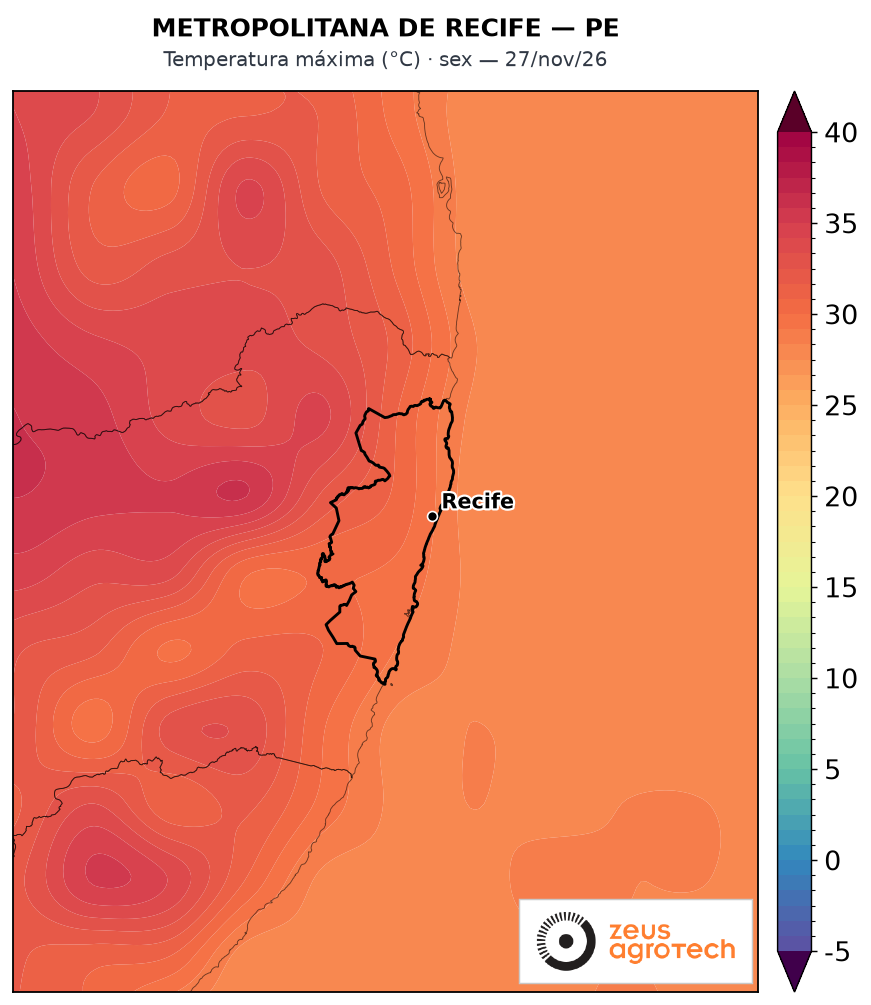 METROPOLITANA DE RECIFE — PE
Temperatura máxima (°C) · sex — 27/nov/26
40
35
30
25
20
15
10
5
0
-5
Recife
zeus
agrotech